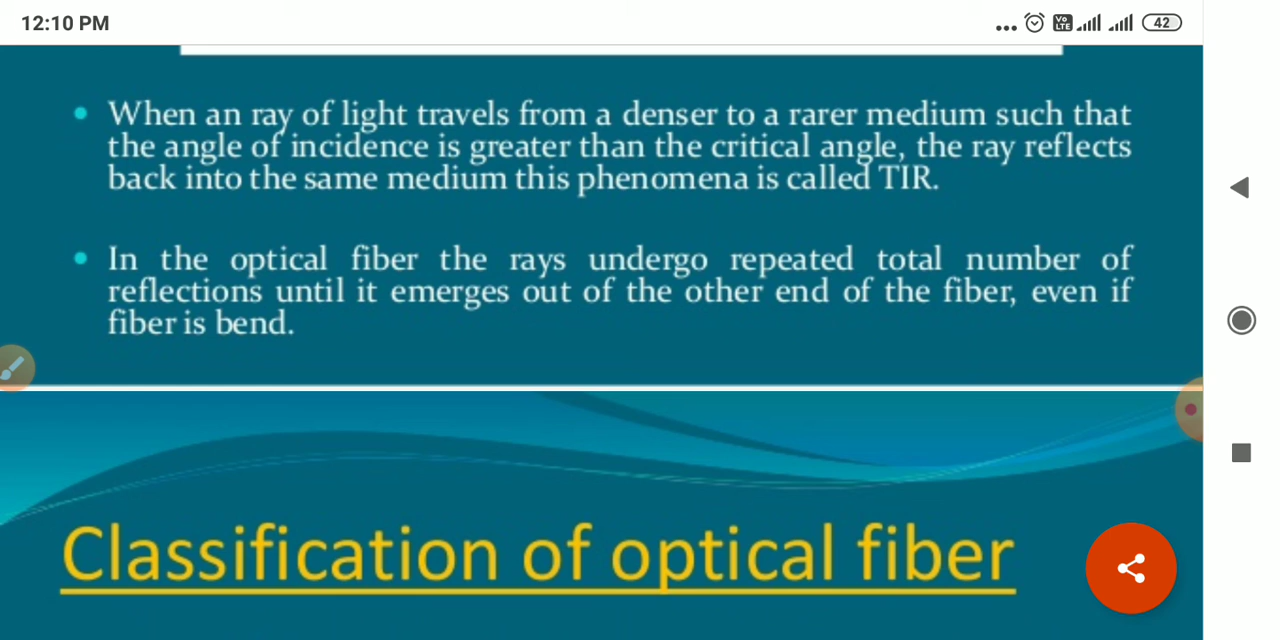 12:10 PM
Vo
LTE
42
When an ray of light travels from a denser to a rarer medium such that
the angle of incidence is greater than the critical angle, the ray reflects
back into the same medium this phenomena is called TIR.
In the optical fiber the rays undergo repeated total number of
reflections until it emerges out of the other end of the fiber, even if
fiber is bend.
Classification of optical fiber